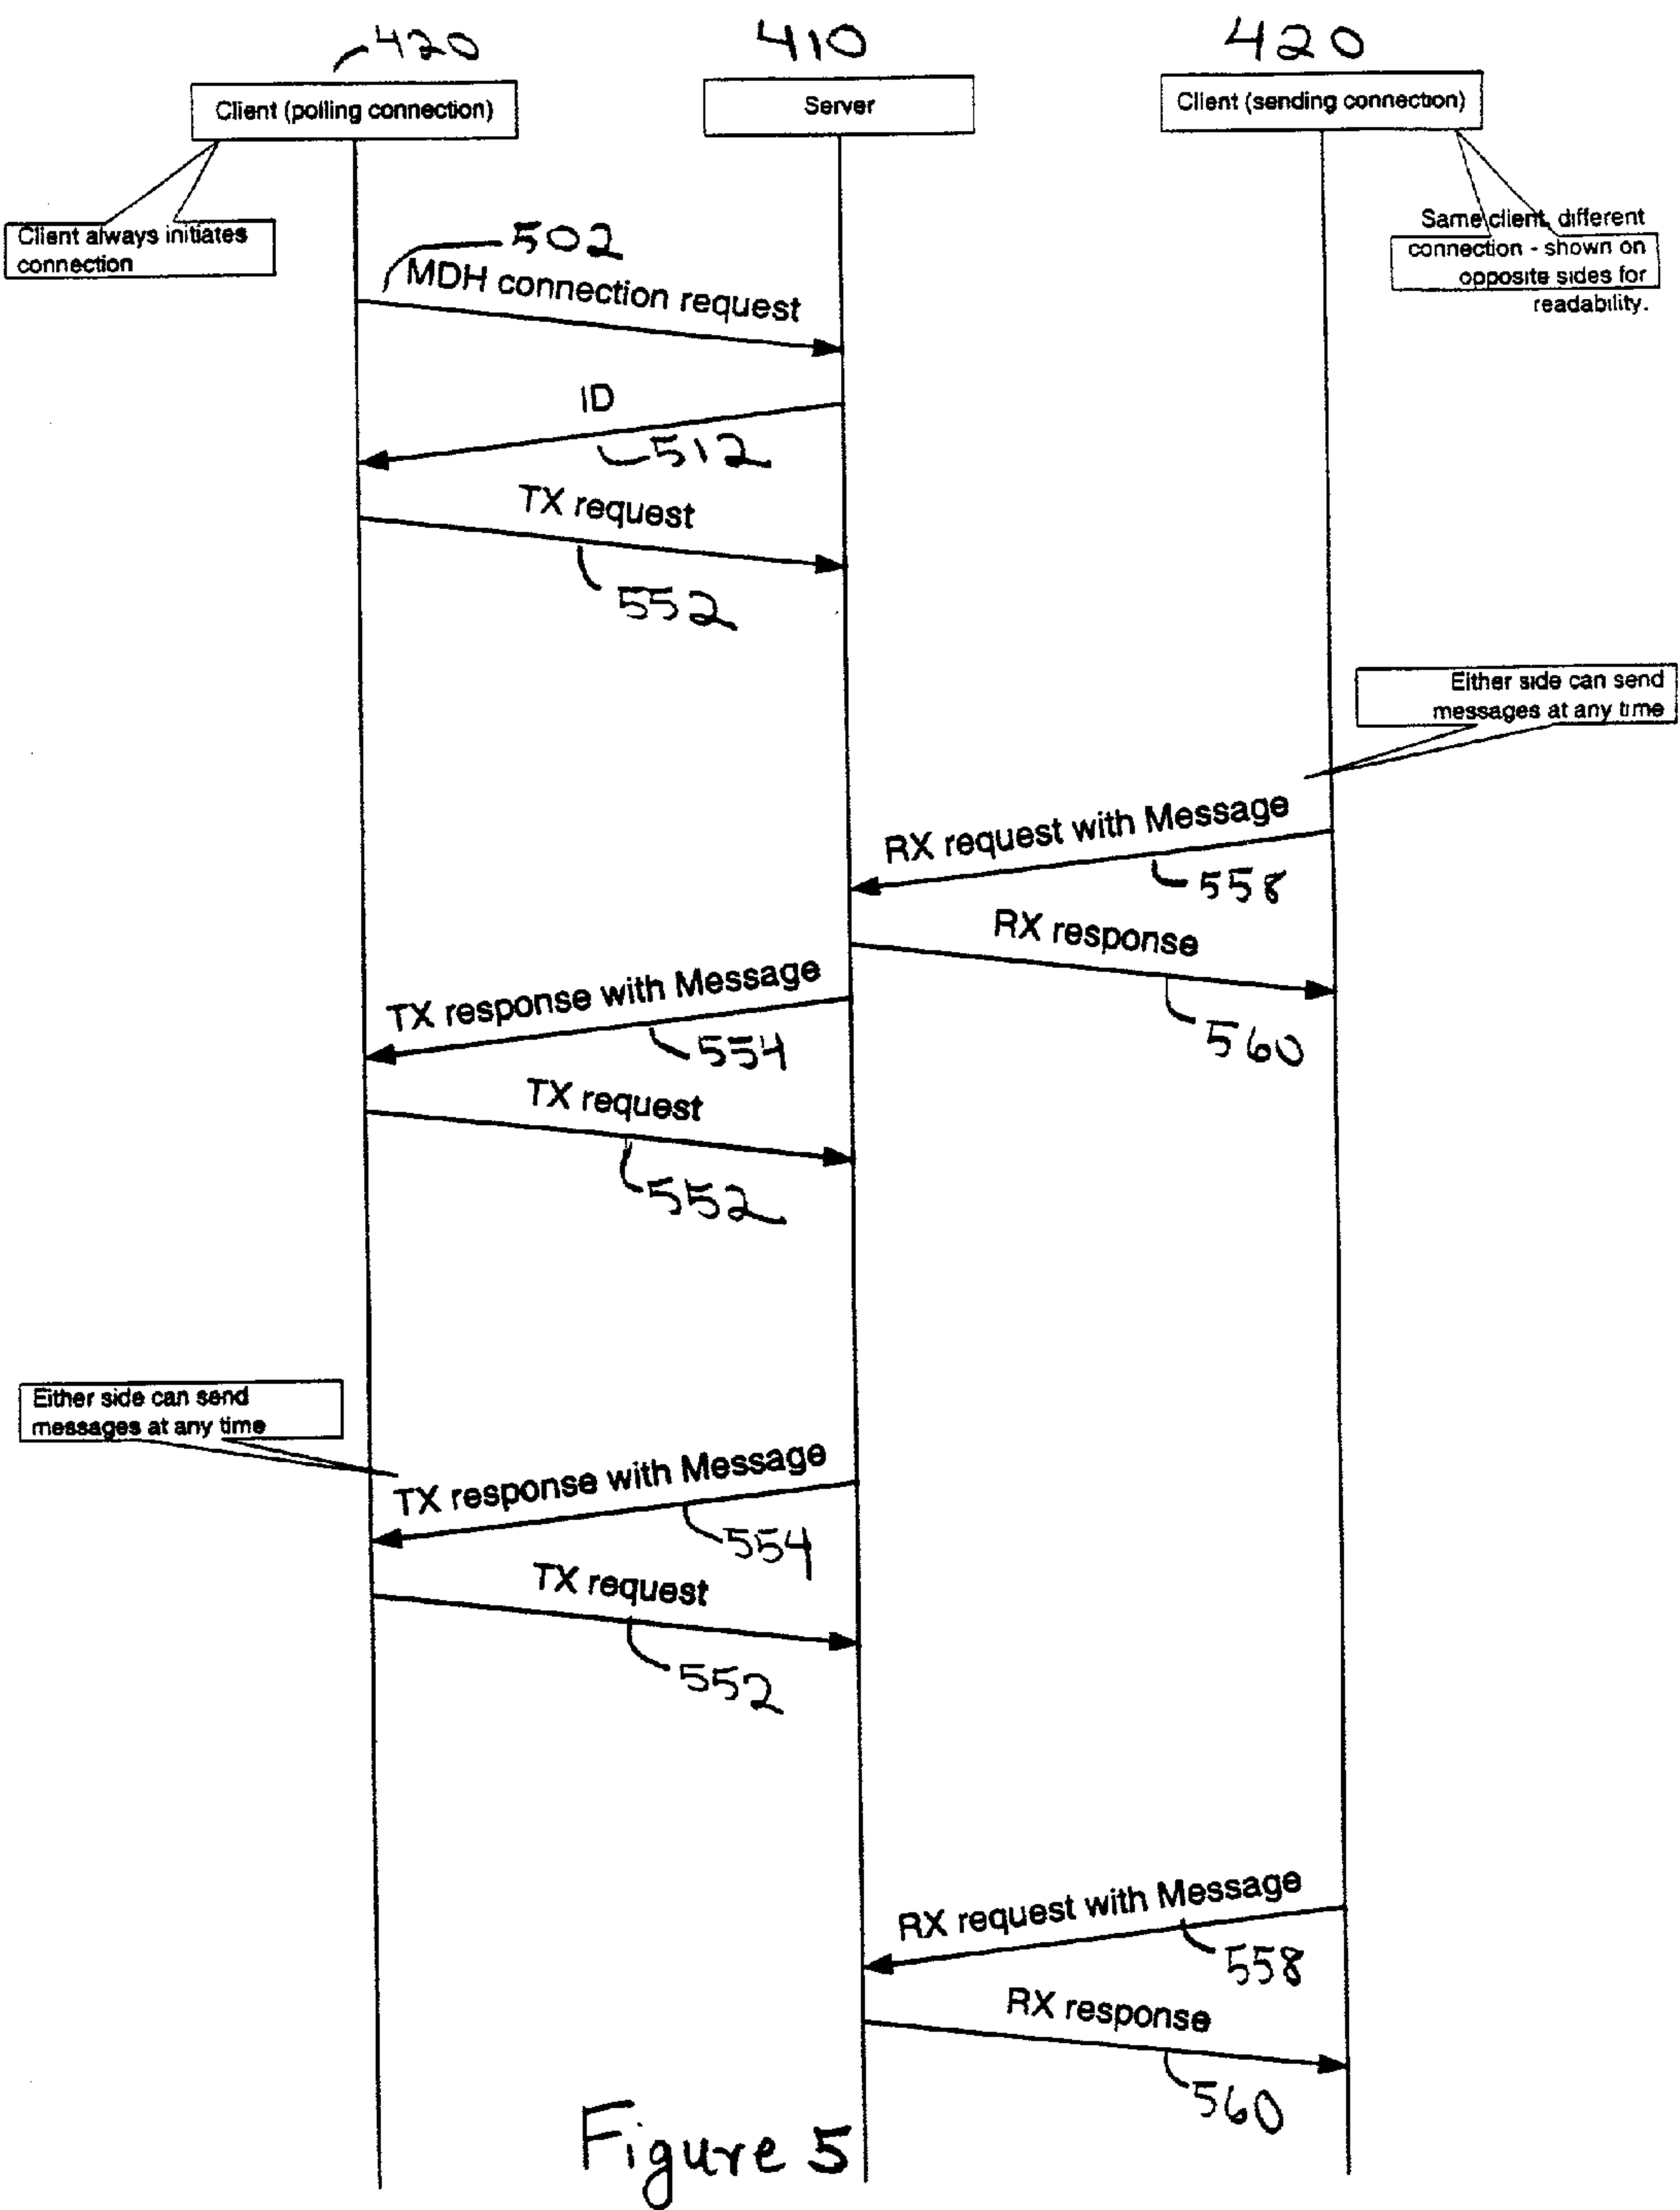 420
410
420
Client (polling connection)
Server
Client (sending connection)
Client always initiates
connection
Same client, different
connection - shown on
opposite sides for
readability.
502
MDH connection request
ID
512
TX request
552
Either side can send
messages at any time
RX request with Message
558
RX response
560
TX response with Message
554
TX request
552
Either side can send
messages at any time
TX response with Message
554
TX request
552
RX request with Message
558
RX response
560
Figure 5